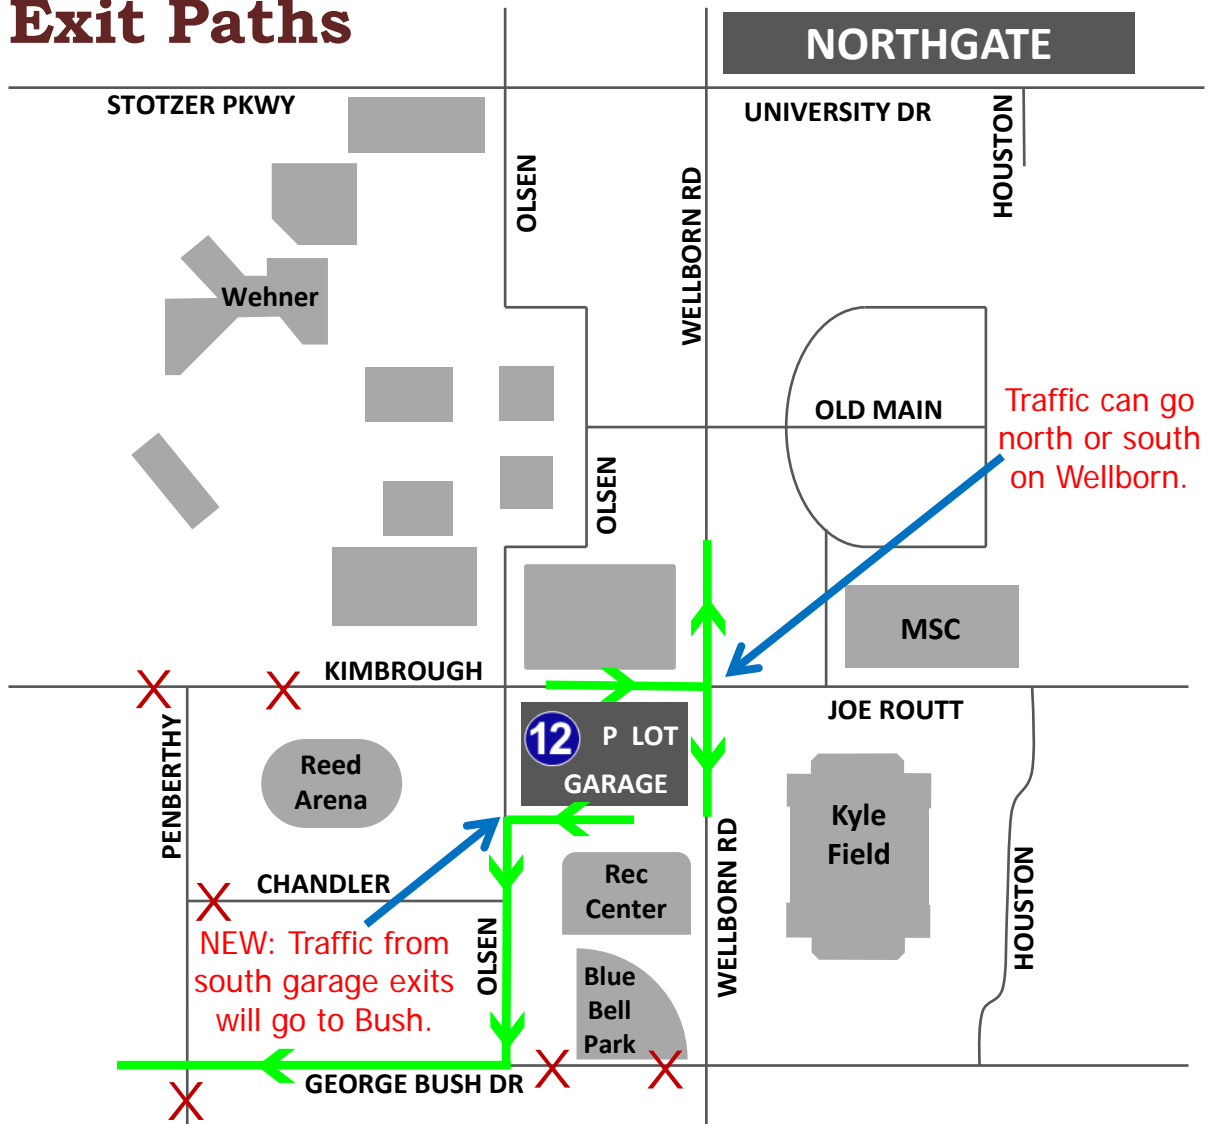 Exit Paths
NORTHGATE
STOTZER PKWY
UNIVERSITY DR
HOUSTON
OLSEN
WELLBORN RD
Wehner
OLD MAIN
Traffic can go
north or south
on Wellborn.
OLSEN
MSC
KIMBROUGH
JOE ROUTT
PENBERTHY
12
P LOT
GARAGE
Reed
Arena
Kyle
Field
WELLBORN RD
HOUSTON
CHANDLER
Rec
Center
NEW: Traffic from
south garage exits
will go to Bush.
OLSEN
Blue
Bell
Park
GEORGE BUSH DR